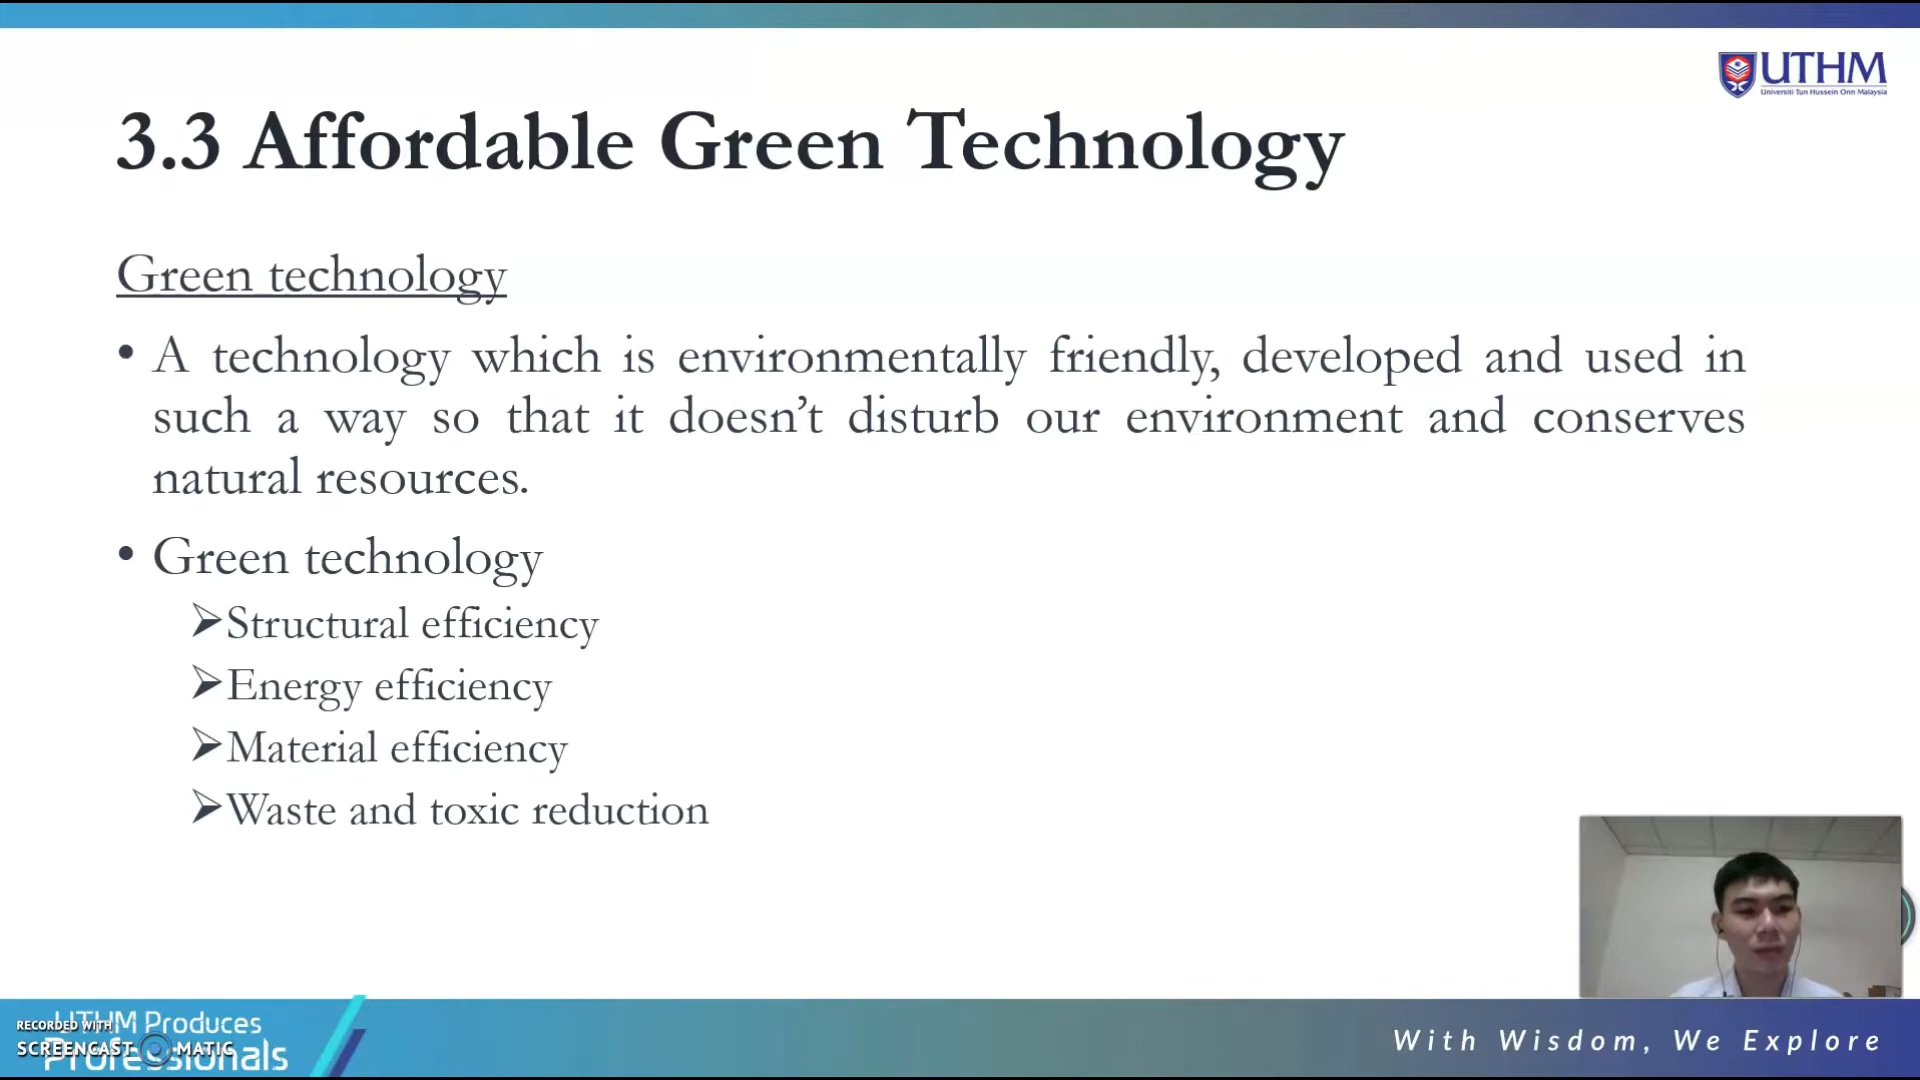 UTHM
Universiti Tun Hussein Onn Malaysia
3.3 Affordable Green Technology
Green technology
• A technology which is environmentally friendly, developed and used in
such a way so that it doesn’t disturb our environment and conserves
natural resources.
• Green technology
➢Structural efficiency
➢Energy efficiency
➢Material efficiency
➢Waste and toxic reduction
UTHM Produces
Professionals
RECORDED WITH
SCREENCAST MATIC
With Wisdom, We Explore